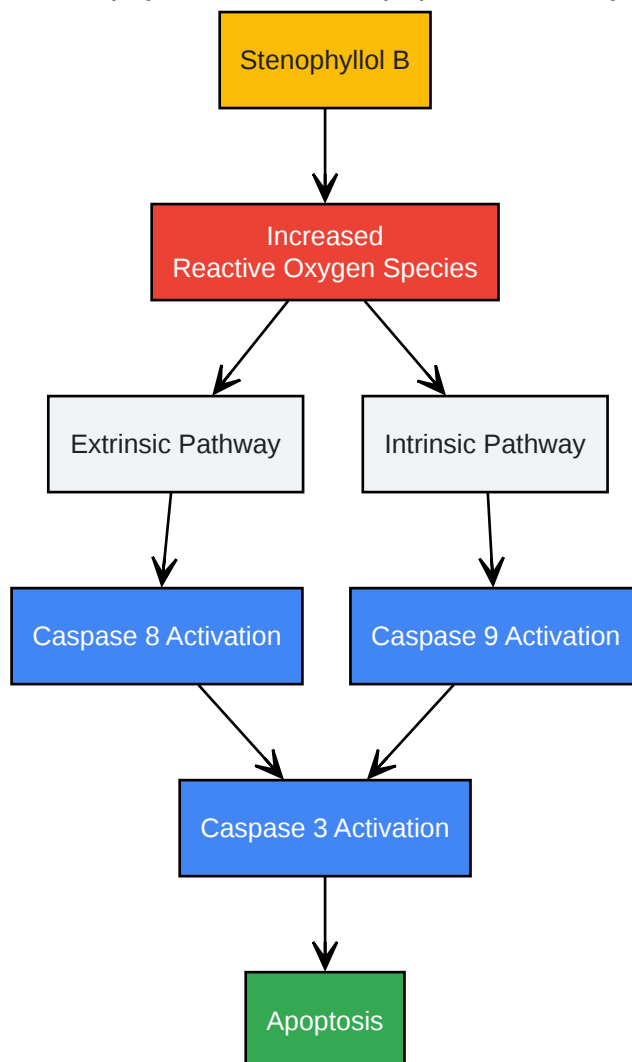 Stenophyllol B
Increased
Reactive Oxygen Species
Extrinsic Pathway
Intrinsic Pathway
Caspase 8 Activation
Caspase 9 Activation
Caspase 3 Activation
Apoptosis